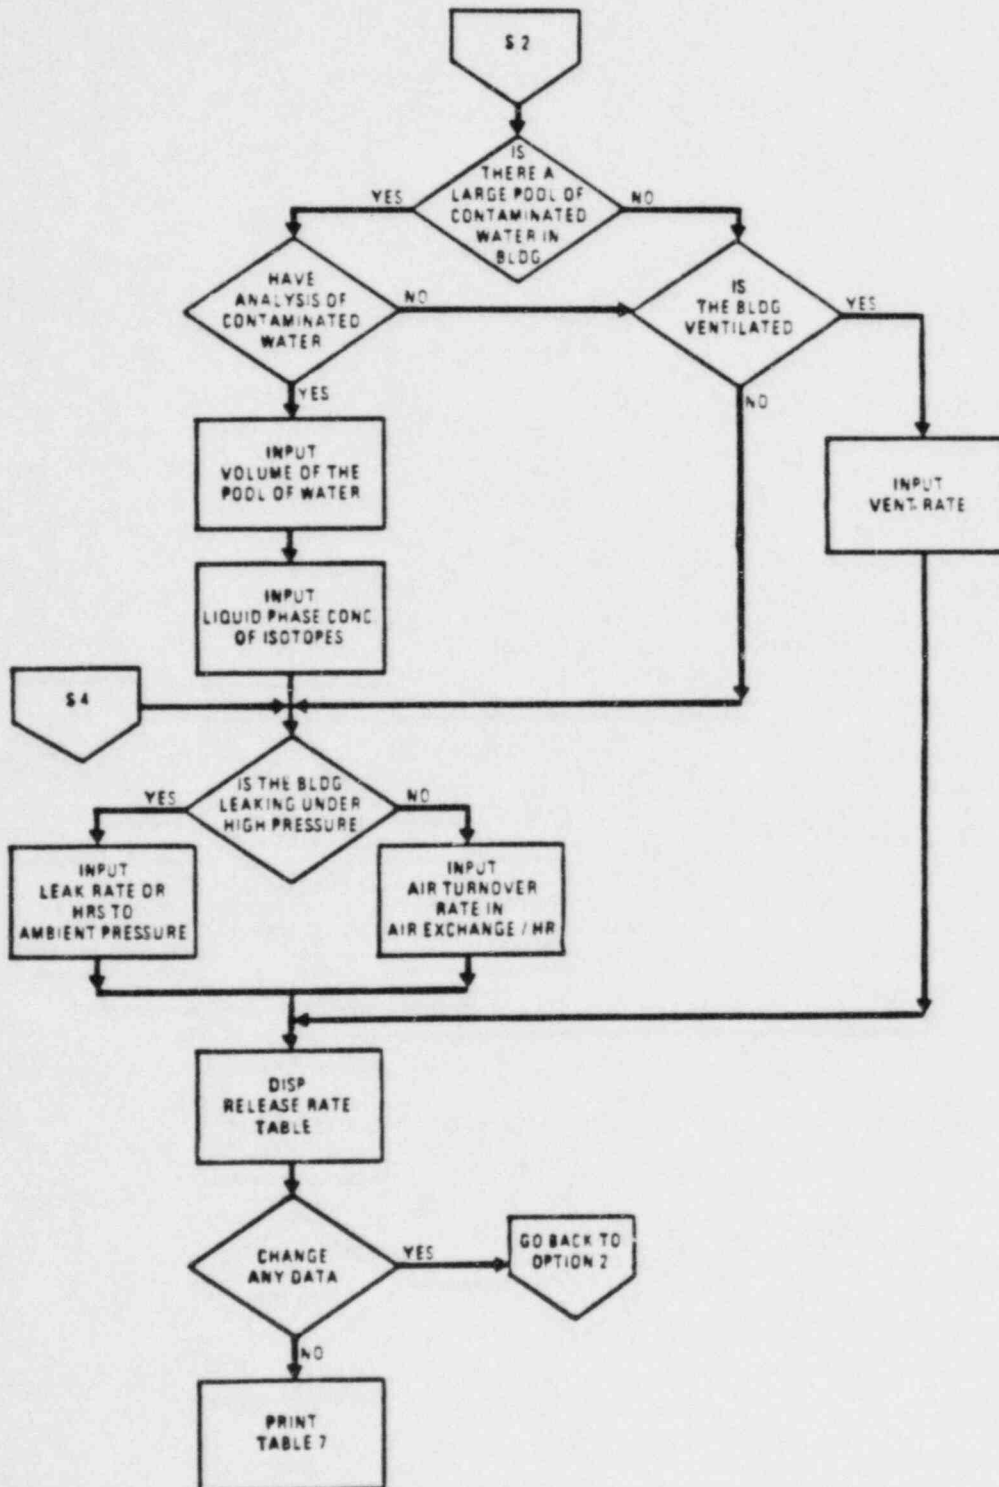 S 2
IS
THERE A
LARGE POOL OF
CONTAMINATED
WATER IN
BLDG
YES
NO
HAVE
ANALYSIS OF
CONTAMINATED
WATER
NO
IS
THE BLDG
VENTILATED
YES
YES
NO
INPUT
VOLUME OF THE
POOL OF WATER
INPUT
VENT-RATE
INPUT
LIQUID PHASE CONC
OF ISOTOPES
S 4
IS THE BLDG
LEAKING UNDER
HIGH PRESSURE
YES
NO
INPUT
LEAK RATE OR
HRS TO
AMBIENT PRESSURE
INPUT
AIR TURNOVER
RATE IN
AIR EXCHANGE / HR
DISP
RELEASE RATE
TABLE
CHANGE
ANY DATA
YES
GO BACK TO
OPTION 2
NO
PRINT
TABLE 7